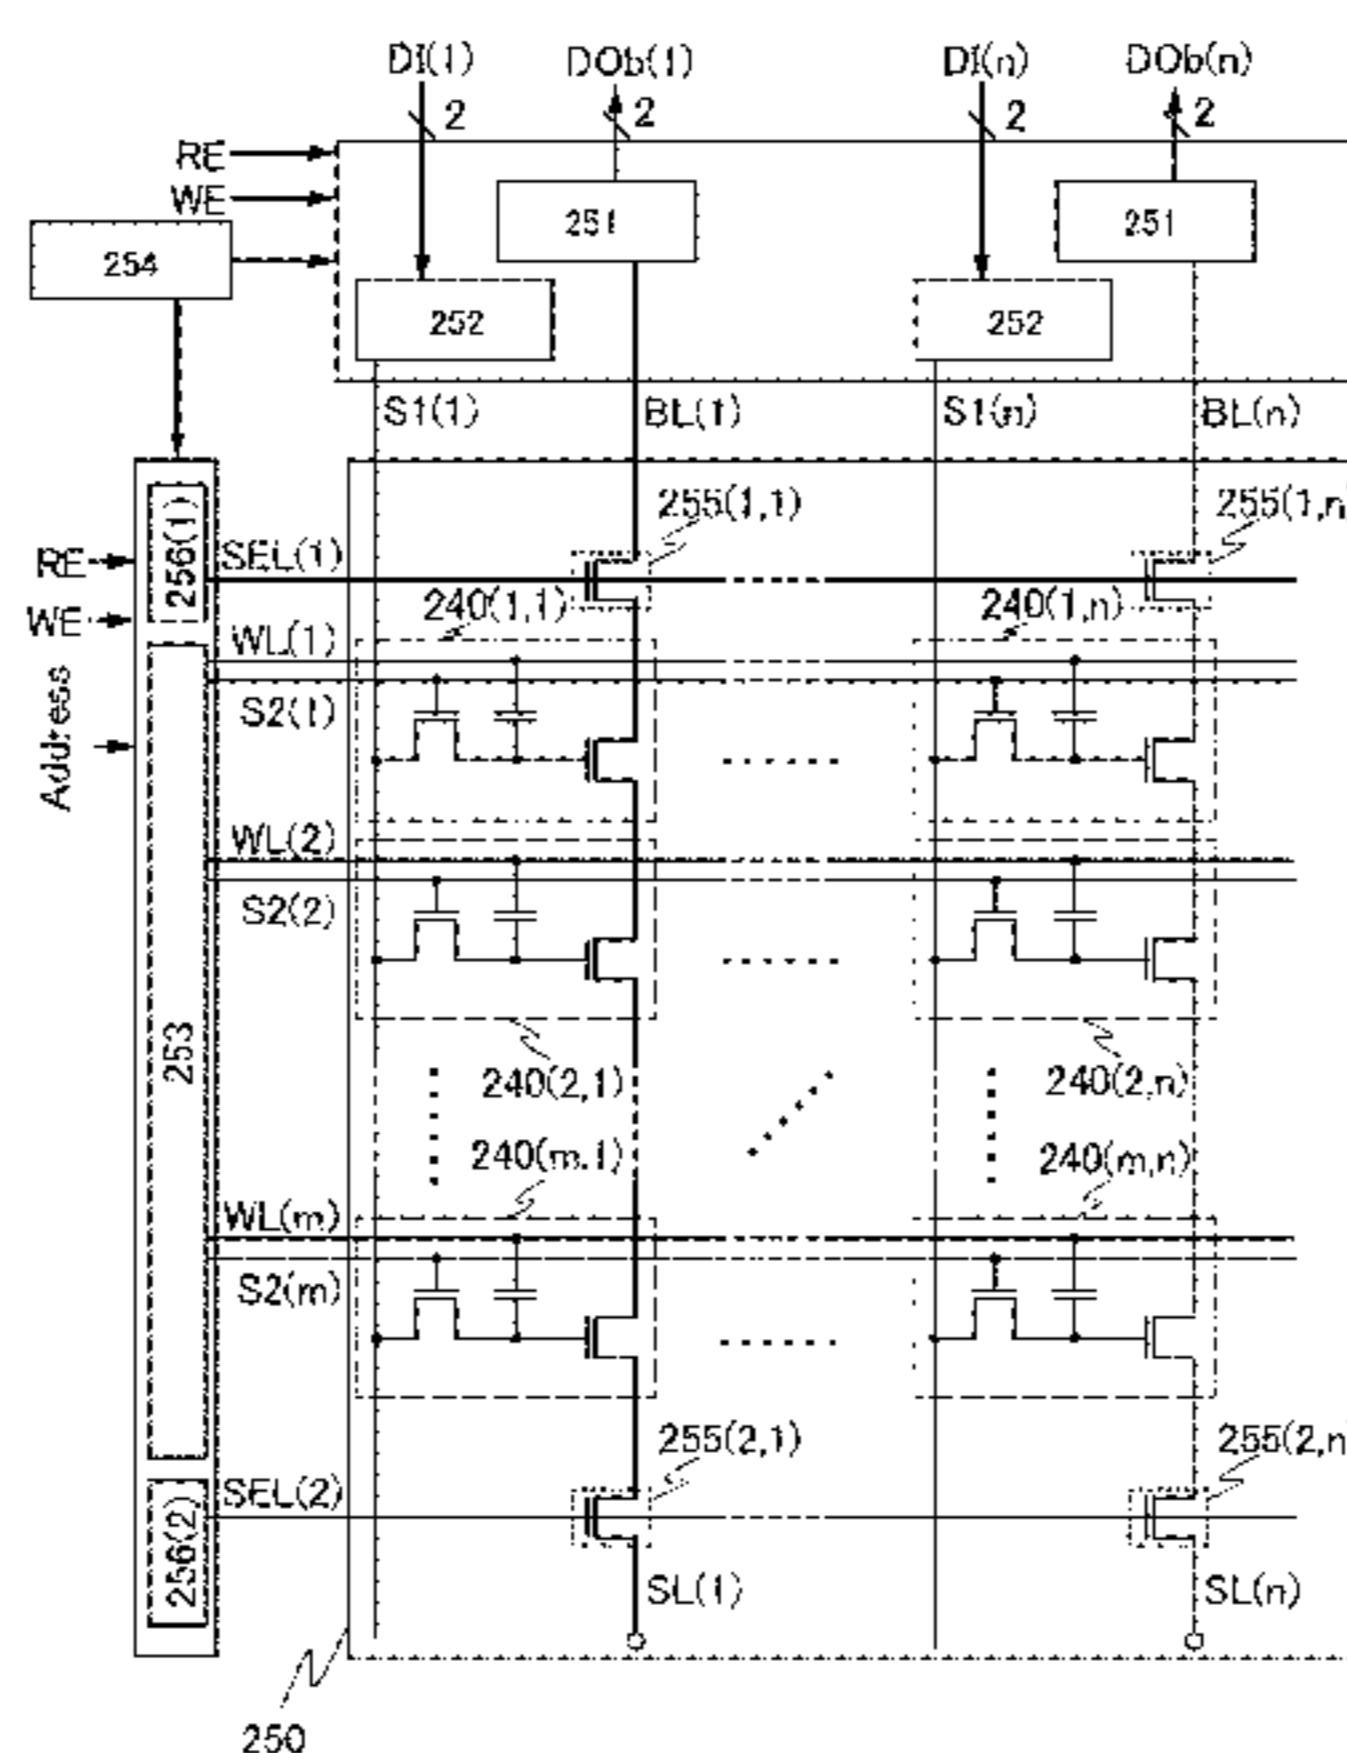 DI(1) DOb(1) DI(n) DOb(n)
2 2 2 2
RE
WE
254 251 251
252 252
S1(1) BL(1) S1(n) BL(n)
255(1,1) 255(1,n
256(1) SEL(1)
RE
240(1,1) 240(1,n)
WE
WL(1)
S2(1)
Address
WL(2)
S2(2)
253
240(2,1) 240(2,n)
240(m,1) 240(m,n)
WL(m)
S2(m)
255(2,1) 255(2,n
256(2) SEL(2)
SL(1) SL(n)
250